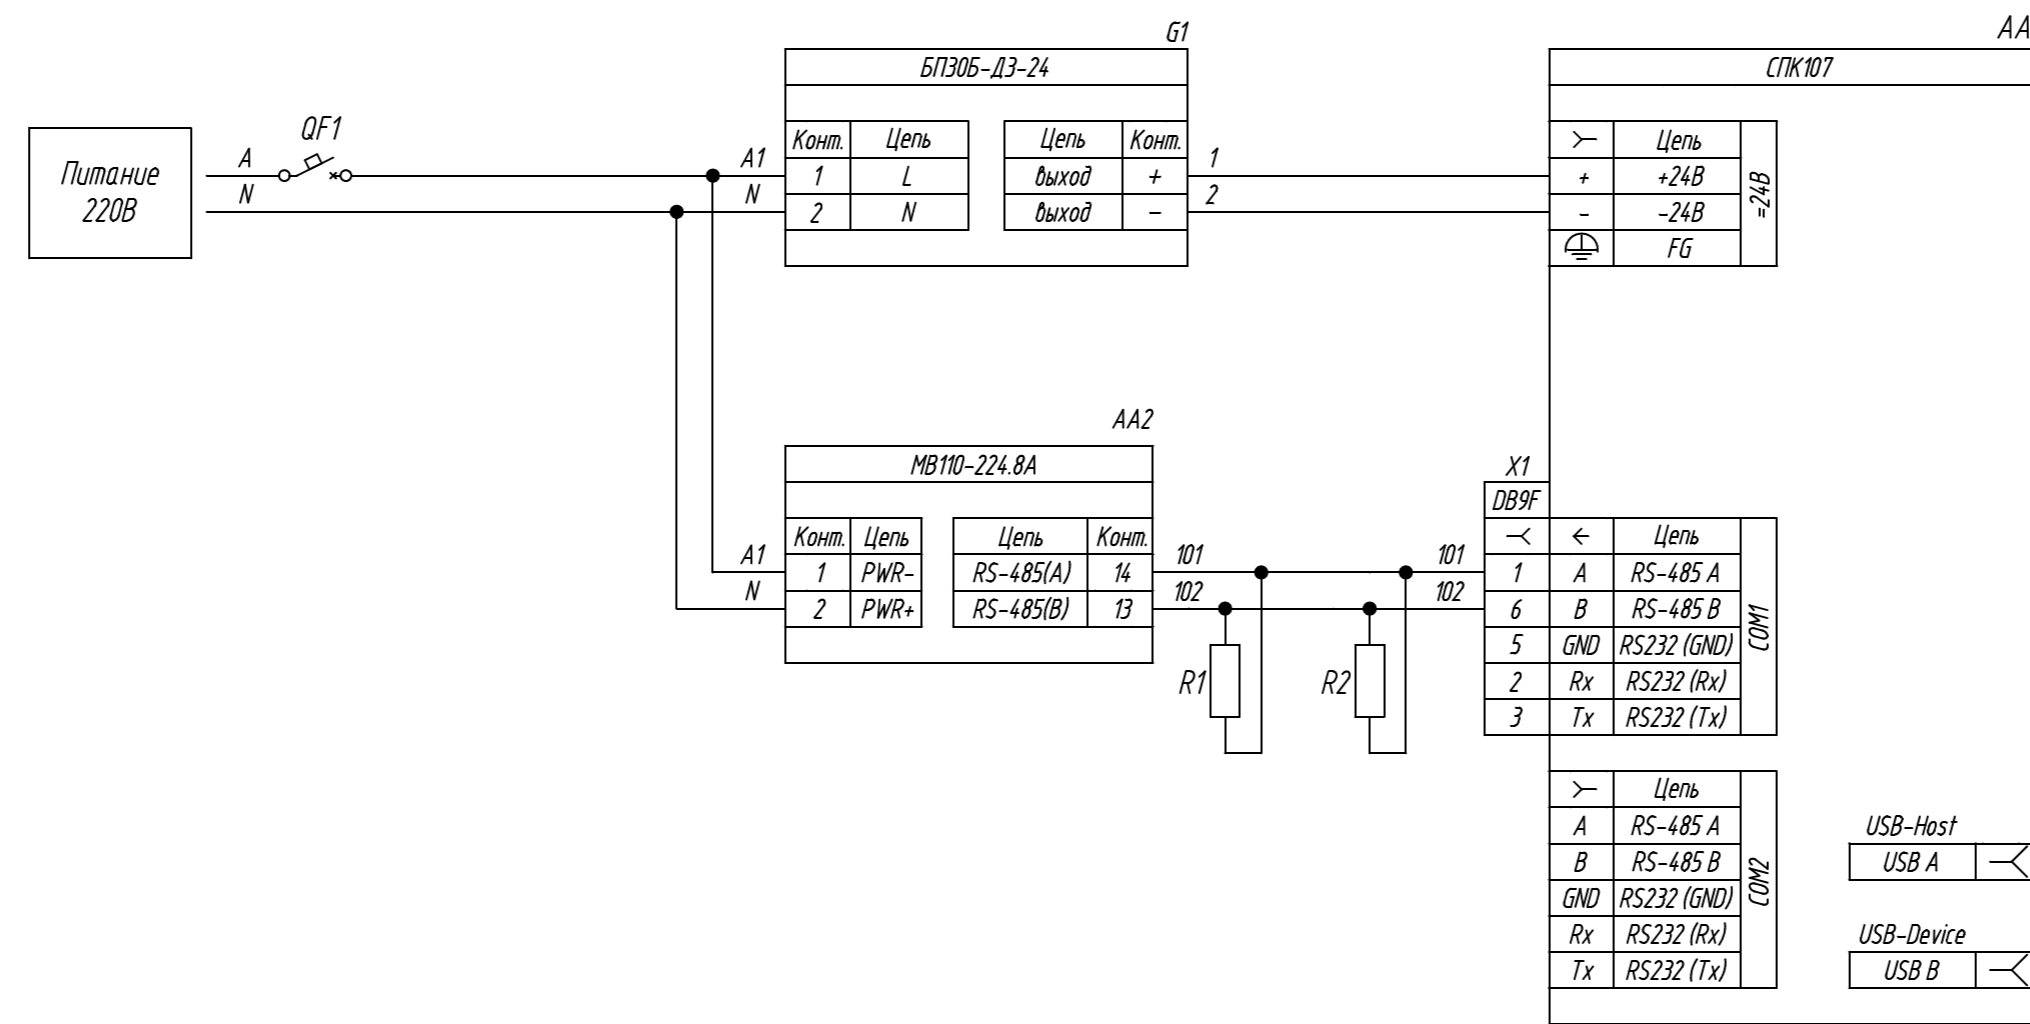 G1
AA
БП30Б-Д3-24
СПК107
QF1
Питание
220В
A
N
A1
N
Конт. Цепь
1 L
2 N
Цепь Конт.
выход +
выход -
1
2
Цепь
+ +24В
- -24В
FG
=24В
AA2
МВ110-224.8А
X1
DB9F
A1
N
Конт. Цепь
1 PWR-
2 PWR+
Цепь Конт.
RS-485(A) 14
RS-485(B) 13
101
102
101
102
R1
R2
Цепь
1 A RS-485 A
6 B RS-485 B
5 GND RS232 (GND)
2 Rx RS232 (Rx)
3 Tx RS232 (Tx)
COM1
Цепь
A RS-485 A
B RS-485 B
GND RS232 (GND)
Rx RS232 (Rx)
Tx RS232 (Tx)
COM2
USB-Host
USB A
USB-Device
USB B